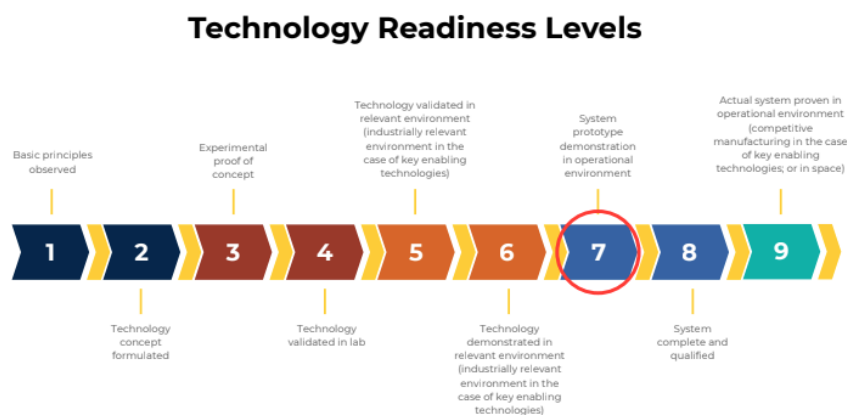 Technology Readiness Levels
Basic principles
observed
Experimental
proof of
concept
Technology validated in
relevant environment
(industrially relevant
environment in the
case of key enabling
technologies)
System
prototype
demonstration
in operational
environment
Actual system proven in
operational environment
(competitive
manufacturing in the case
of key enabling
technologies; or in space)
1 2 3 4 5 6 7 8 9
Technology
concept
formulated
Technology
validated in lab
Technology
demonstrated in
relevant environment
(industrially relevant
environment in the
case of key enabling
technologies)
System
complete and
qualified